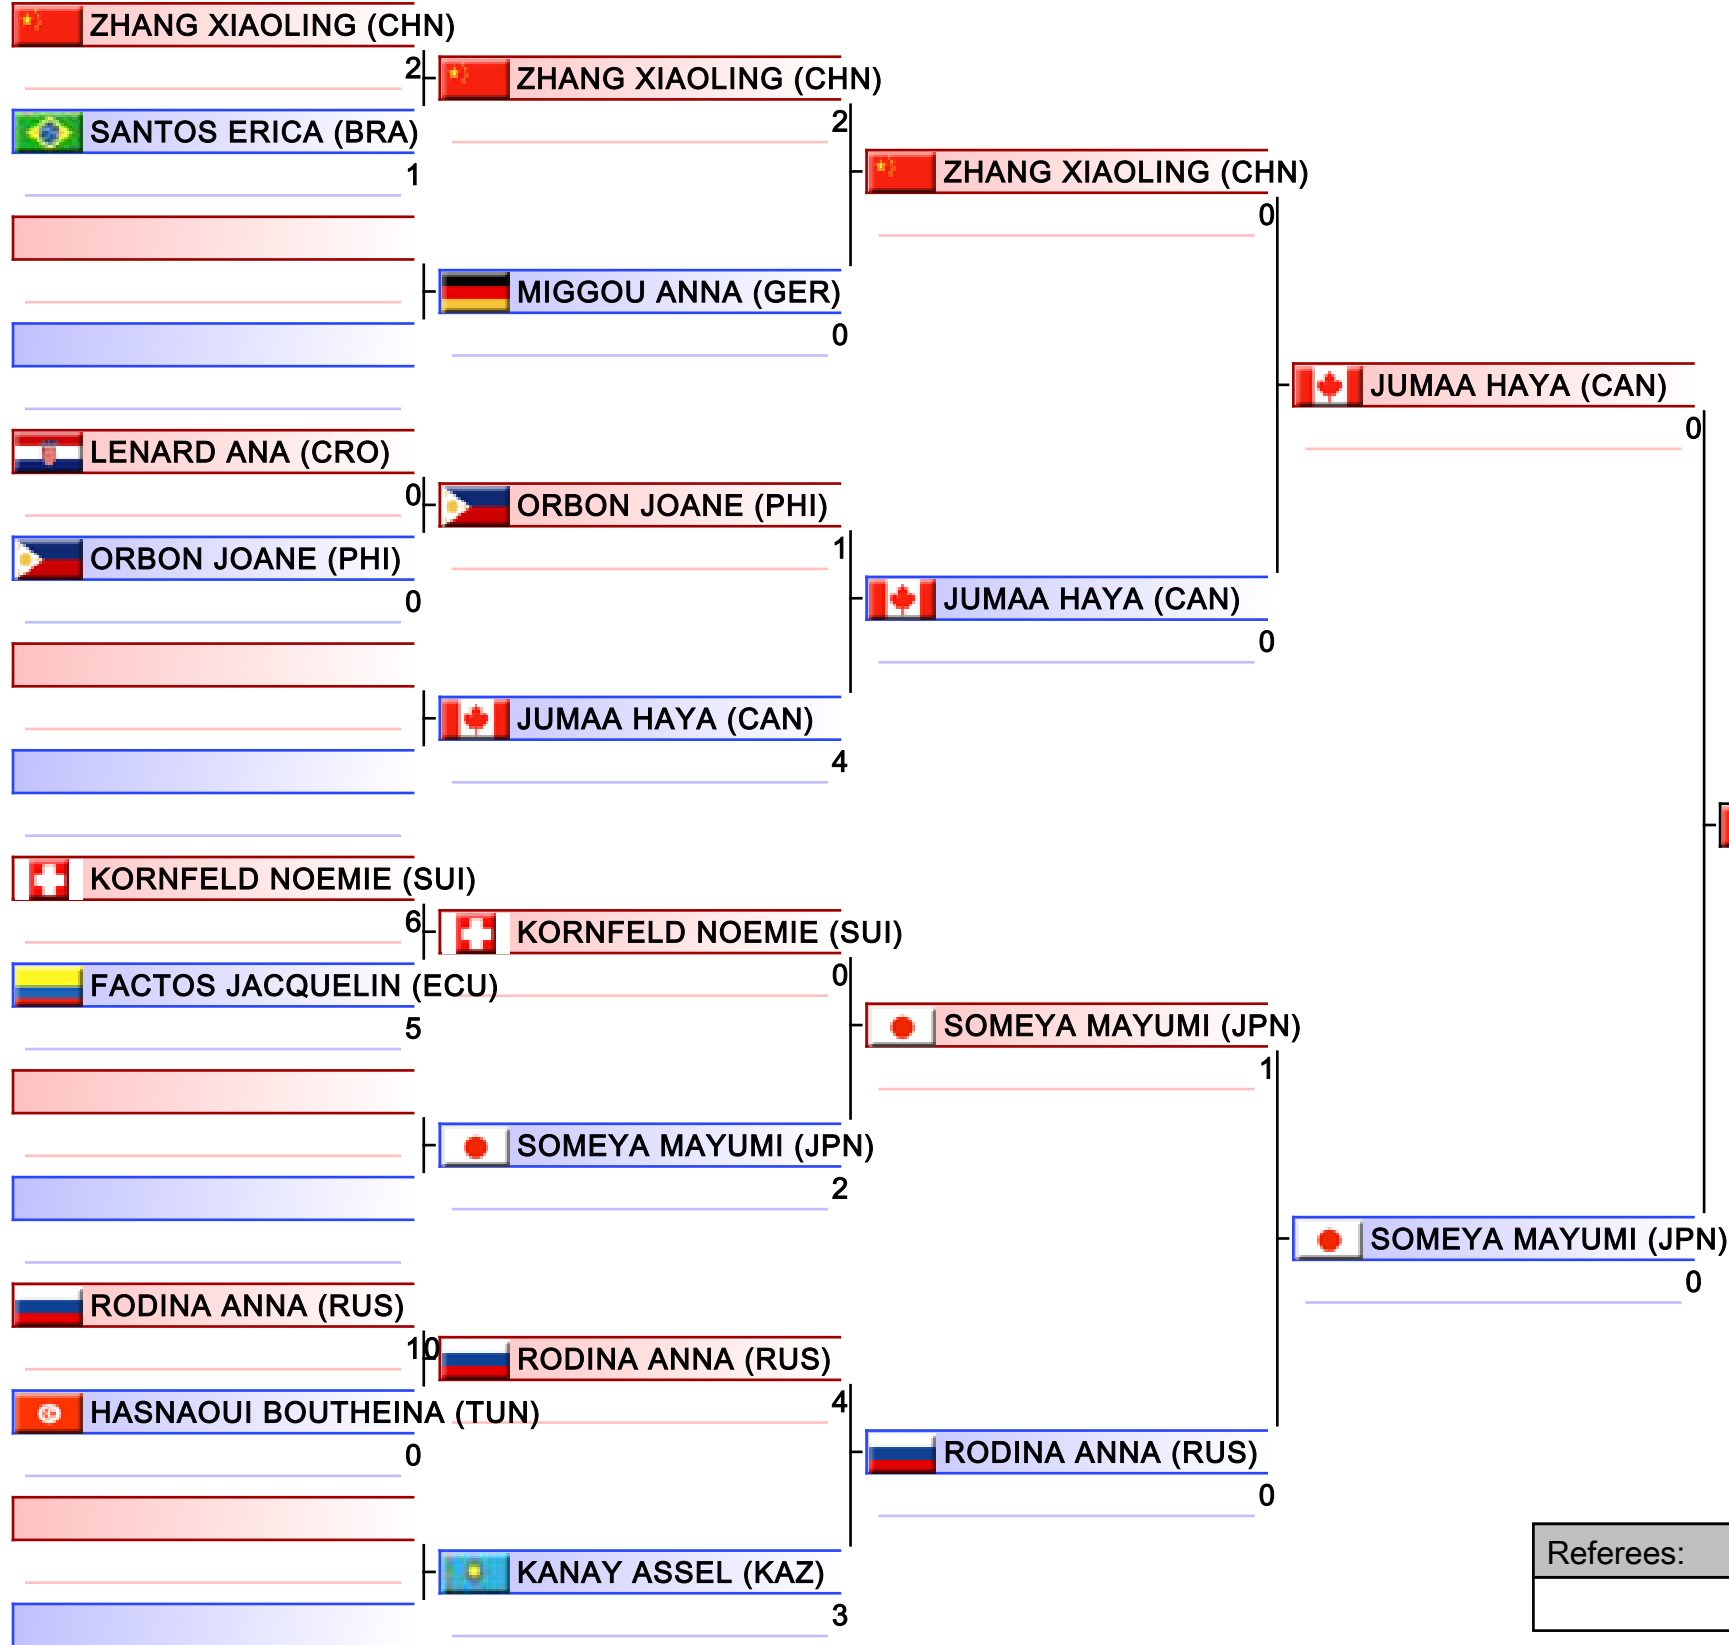 ZHANG XIAOLING (CHN)
2
ZHANG XIAOLING (CHN)
2
SANTOS ERICA (BRA)
1
ZHANG XIAOLING (CHN)
0
MIGGOU ANNA (GER)
0
JUMAA HAYA (CAN)
0
LENARD ANA (CRO)
0
ORBON JOANE (PHI)
1
ORBON JOANE (PHI)
0
JUMAA HAYA (CAN)
0
JUMAA HAYA (CAN)
4
KORNFELD NOEMIE (SUI)
6
KORNFELD NOEMIE (SUI)
0
FACTOS JACQUELIN (ECU)
5
SOMEYA MAYUMI (JPN)
1
SOMEYA MAYUMI (JPN)
2
SOMEYA MAYUMI (JPN)
0
RODINA ANNA (RUS)
10
RODINA ANNA (RUS)
4
HASNAOUI BOUTHEINA (TUN)
0
RODINA ANNA (RUS)
0
KANAY ASSEL (KAZ)
3
Referees: